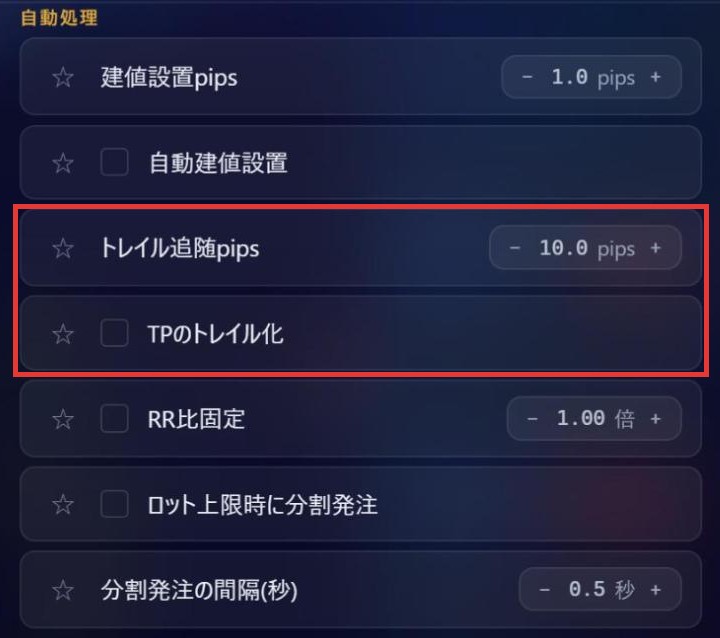 自動処理
☆ 建値設置pips − 1.0 pips +
☆ 自動建値設置
☆ トレイル追随pips − 10.0 pips +
☆ TPのトレイル化
☆ RR比固定 − 1.00 倍 +
☆ ロット上限時に分割発注
☆ 分割発注の間隔(秒) − 0.5 秒 +